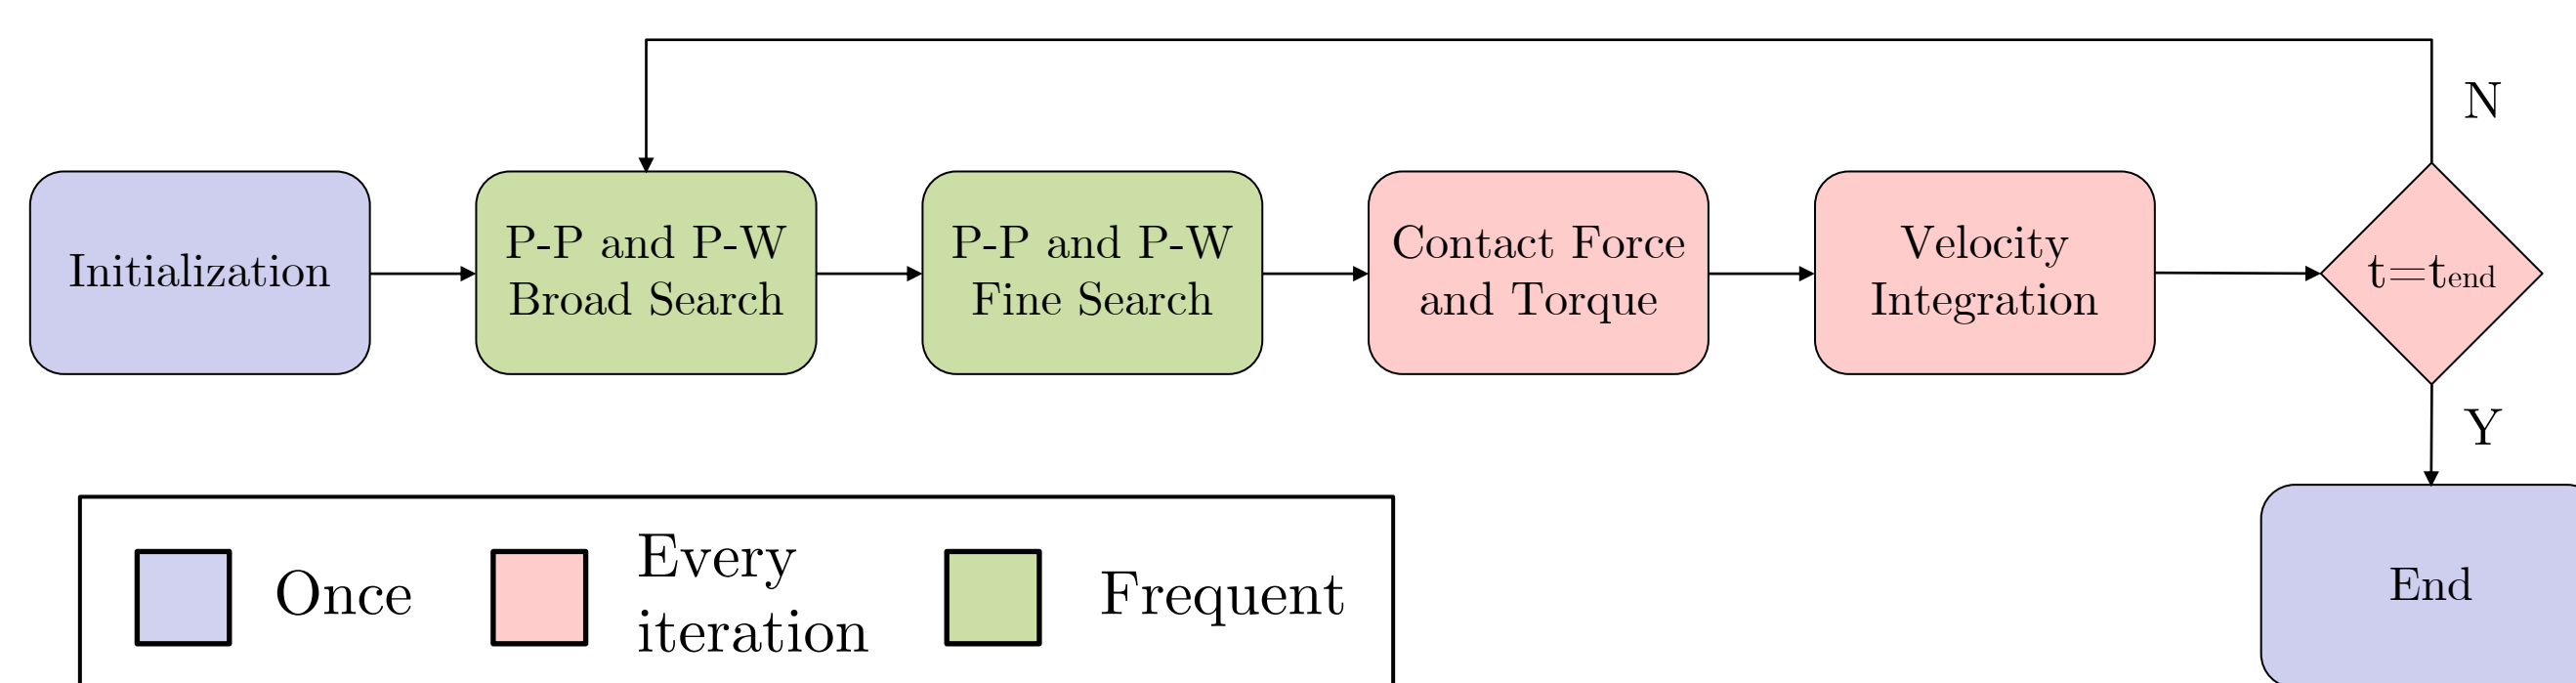 N
Initialization
P-P and P-W
Broad Search
P-P and P-W
Fine Search
Contact Force
and Torque
Velocity
Integration
t=tend
Y
End
Once
Every
iteration
Frequent